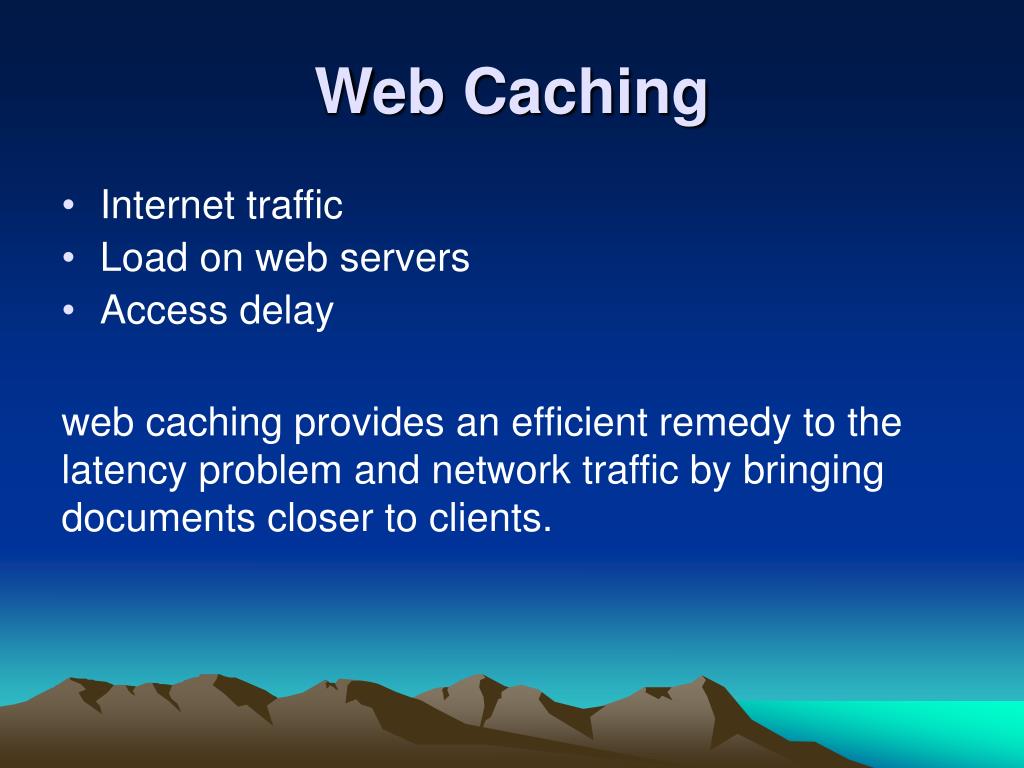 Web Caching
• Internet traffic
• Load on web servers
• Access delay
web caching provides an efficient remedy to the
latency problem and network traffic by bringing
documents closer to clients.